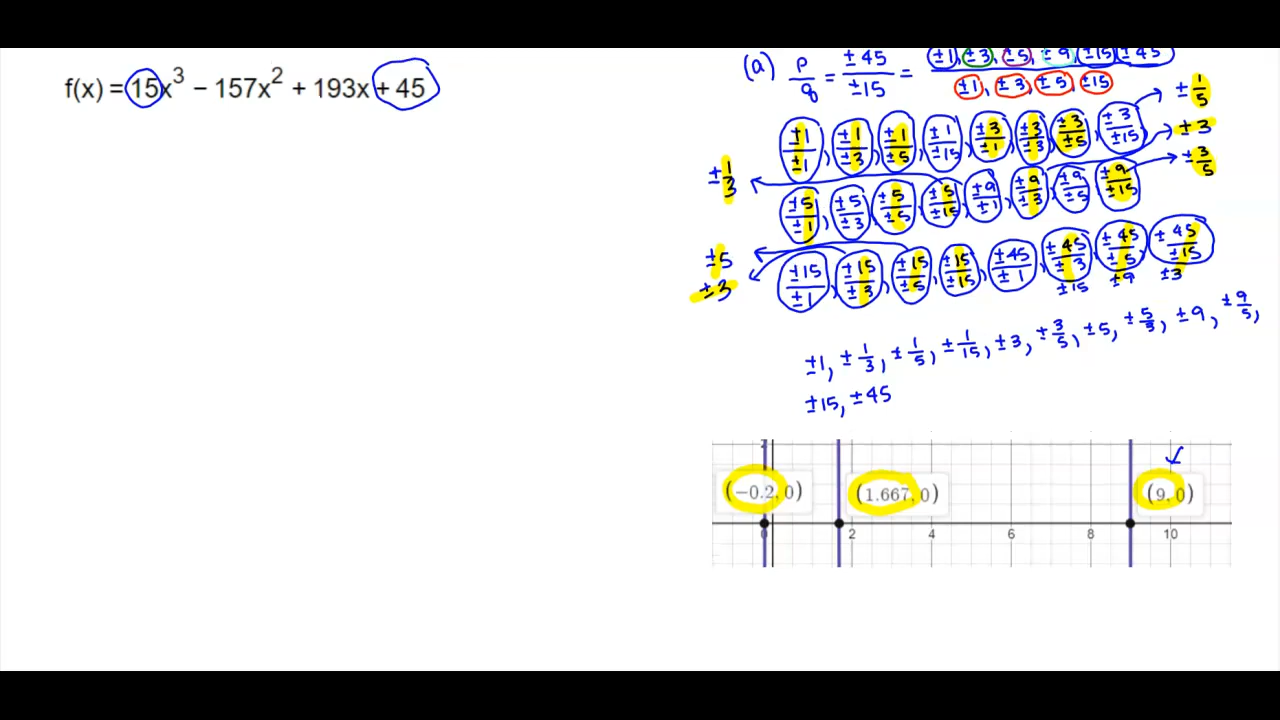 f(x) = 15x³ − 157x² + 193x + 45
(a) p/q = ±45/±15 = ±1, ±3, ±5, ±9, ±15, ±45 / ±1, ±3, ±5, ±15
±1/±1, ±1/±3, ±1/±5, ±1/±15, ±3/±1, ±3/±3, ±3/±5, ±3/±15 ±1/5
±3
±1/3 ±3/5
±5/±1, ±5/±3, ±5/±5, ±5/±15, ±9/±1, ±9/±3, ±9/±5, ±9/±15
±5
±3
±15/±1, ±15/±3, ±15/±5, ±15/±15, ±45/±1, ±45/±3, ±45/±5, ±45/±15
±15 ±9 ±3
±1, ±1/3, ±1/5, ±1/15, ±3, ±3/5, ±5, ±5/3, ±9, ±9/5,
±15, ±45
(−0.2, 0) (1.667, 0) (9, 0)
0 2 4 6 8 10